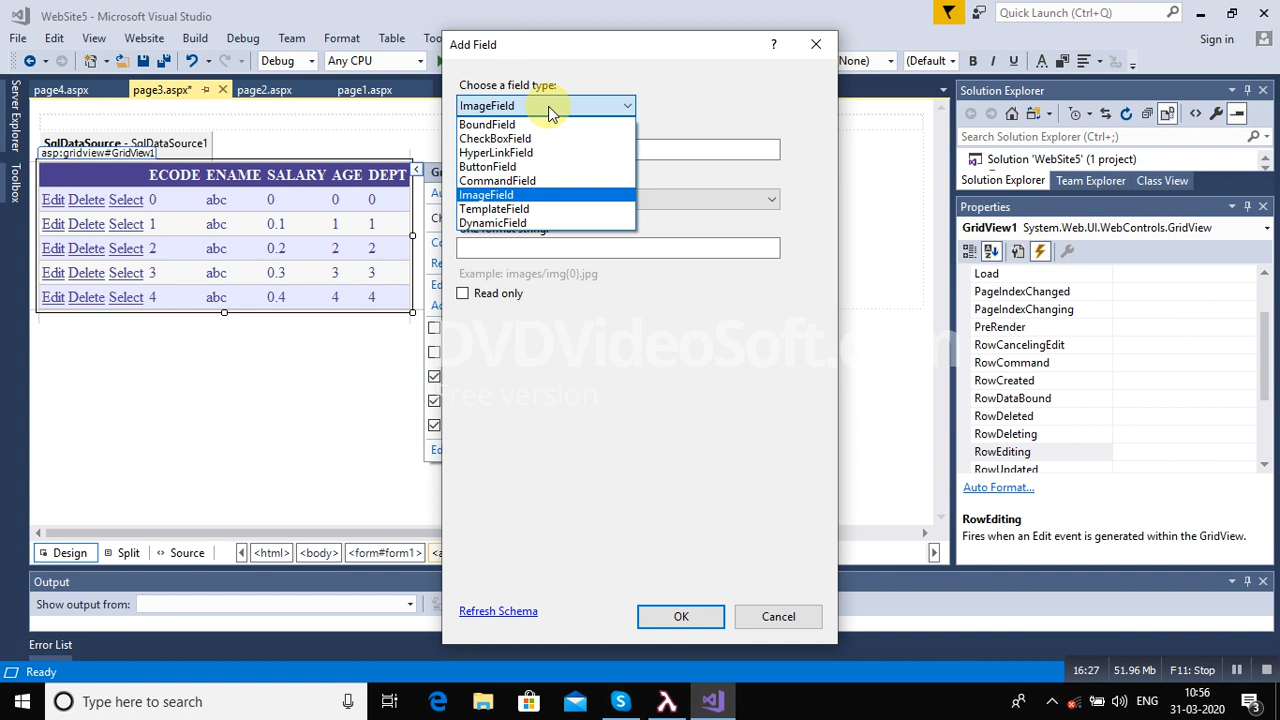 WebSite5 - Microsoft Visual Studio
Quick Launch (Ctrl+Q)
File Edit View Website Build Debug Team Format Table
Sign in
Debug Any CPU
None) (Default
page4.aspx page3.aspx* page2.aspx page1.aspx
Server Explorer
Toolbox
SqlDataSource - SqlDataSource1
asp:gridview#GridView1
ECODE ENAME SALARY AGE DEPT
Edit Delete Select 0 abc 0 0 0
Edit Delete Select 1 abc 0.1 1 1
Edit Delete Select 2 abc 0.2 2 2
Edit Delete Select 3 abc 0.3 3 3
Edit Delete Select 4 abc 0.4 4 4
Add Field
Choose a field type:
ImageField
BoundField
CheckBoxField
HyperLinkField
ButtonField
CommandField
ImageField
TemplateField
DynamicField
Example: images/img{0}.jpg
Read only
DVDVideoSoft.com
free version
Refresh Schema
OK
Cancel
Solution Explorer
Search Solution Explorer (Ctrl+;)
Solution 'WebSite5' (1 project)
Solution Explorer Team Explorer Class View
Properties
GridView1 System.Web.UI.WebControls.GridView
Load
PageIndexChanged
PageIndexChanging
PreRender
RowCancelingEdit
RowCommand
RowCreated
RowDataBound
RowDeleted
RowDeleting
RowEditing
RowUpdated
Auto Format...
RowEditing
Fires when an Edit event is generated within the GridView.
Design Split Source <html> <body> <form#form1>
Output
Show output from:
Error List
Ready
16:27 51.96 Mb F11: Stop
Type here to search
ENG
10:56
31-03-2020
3